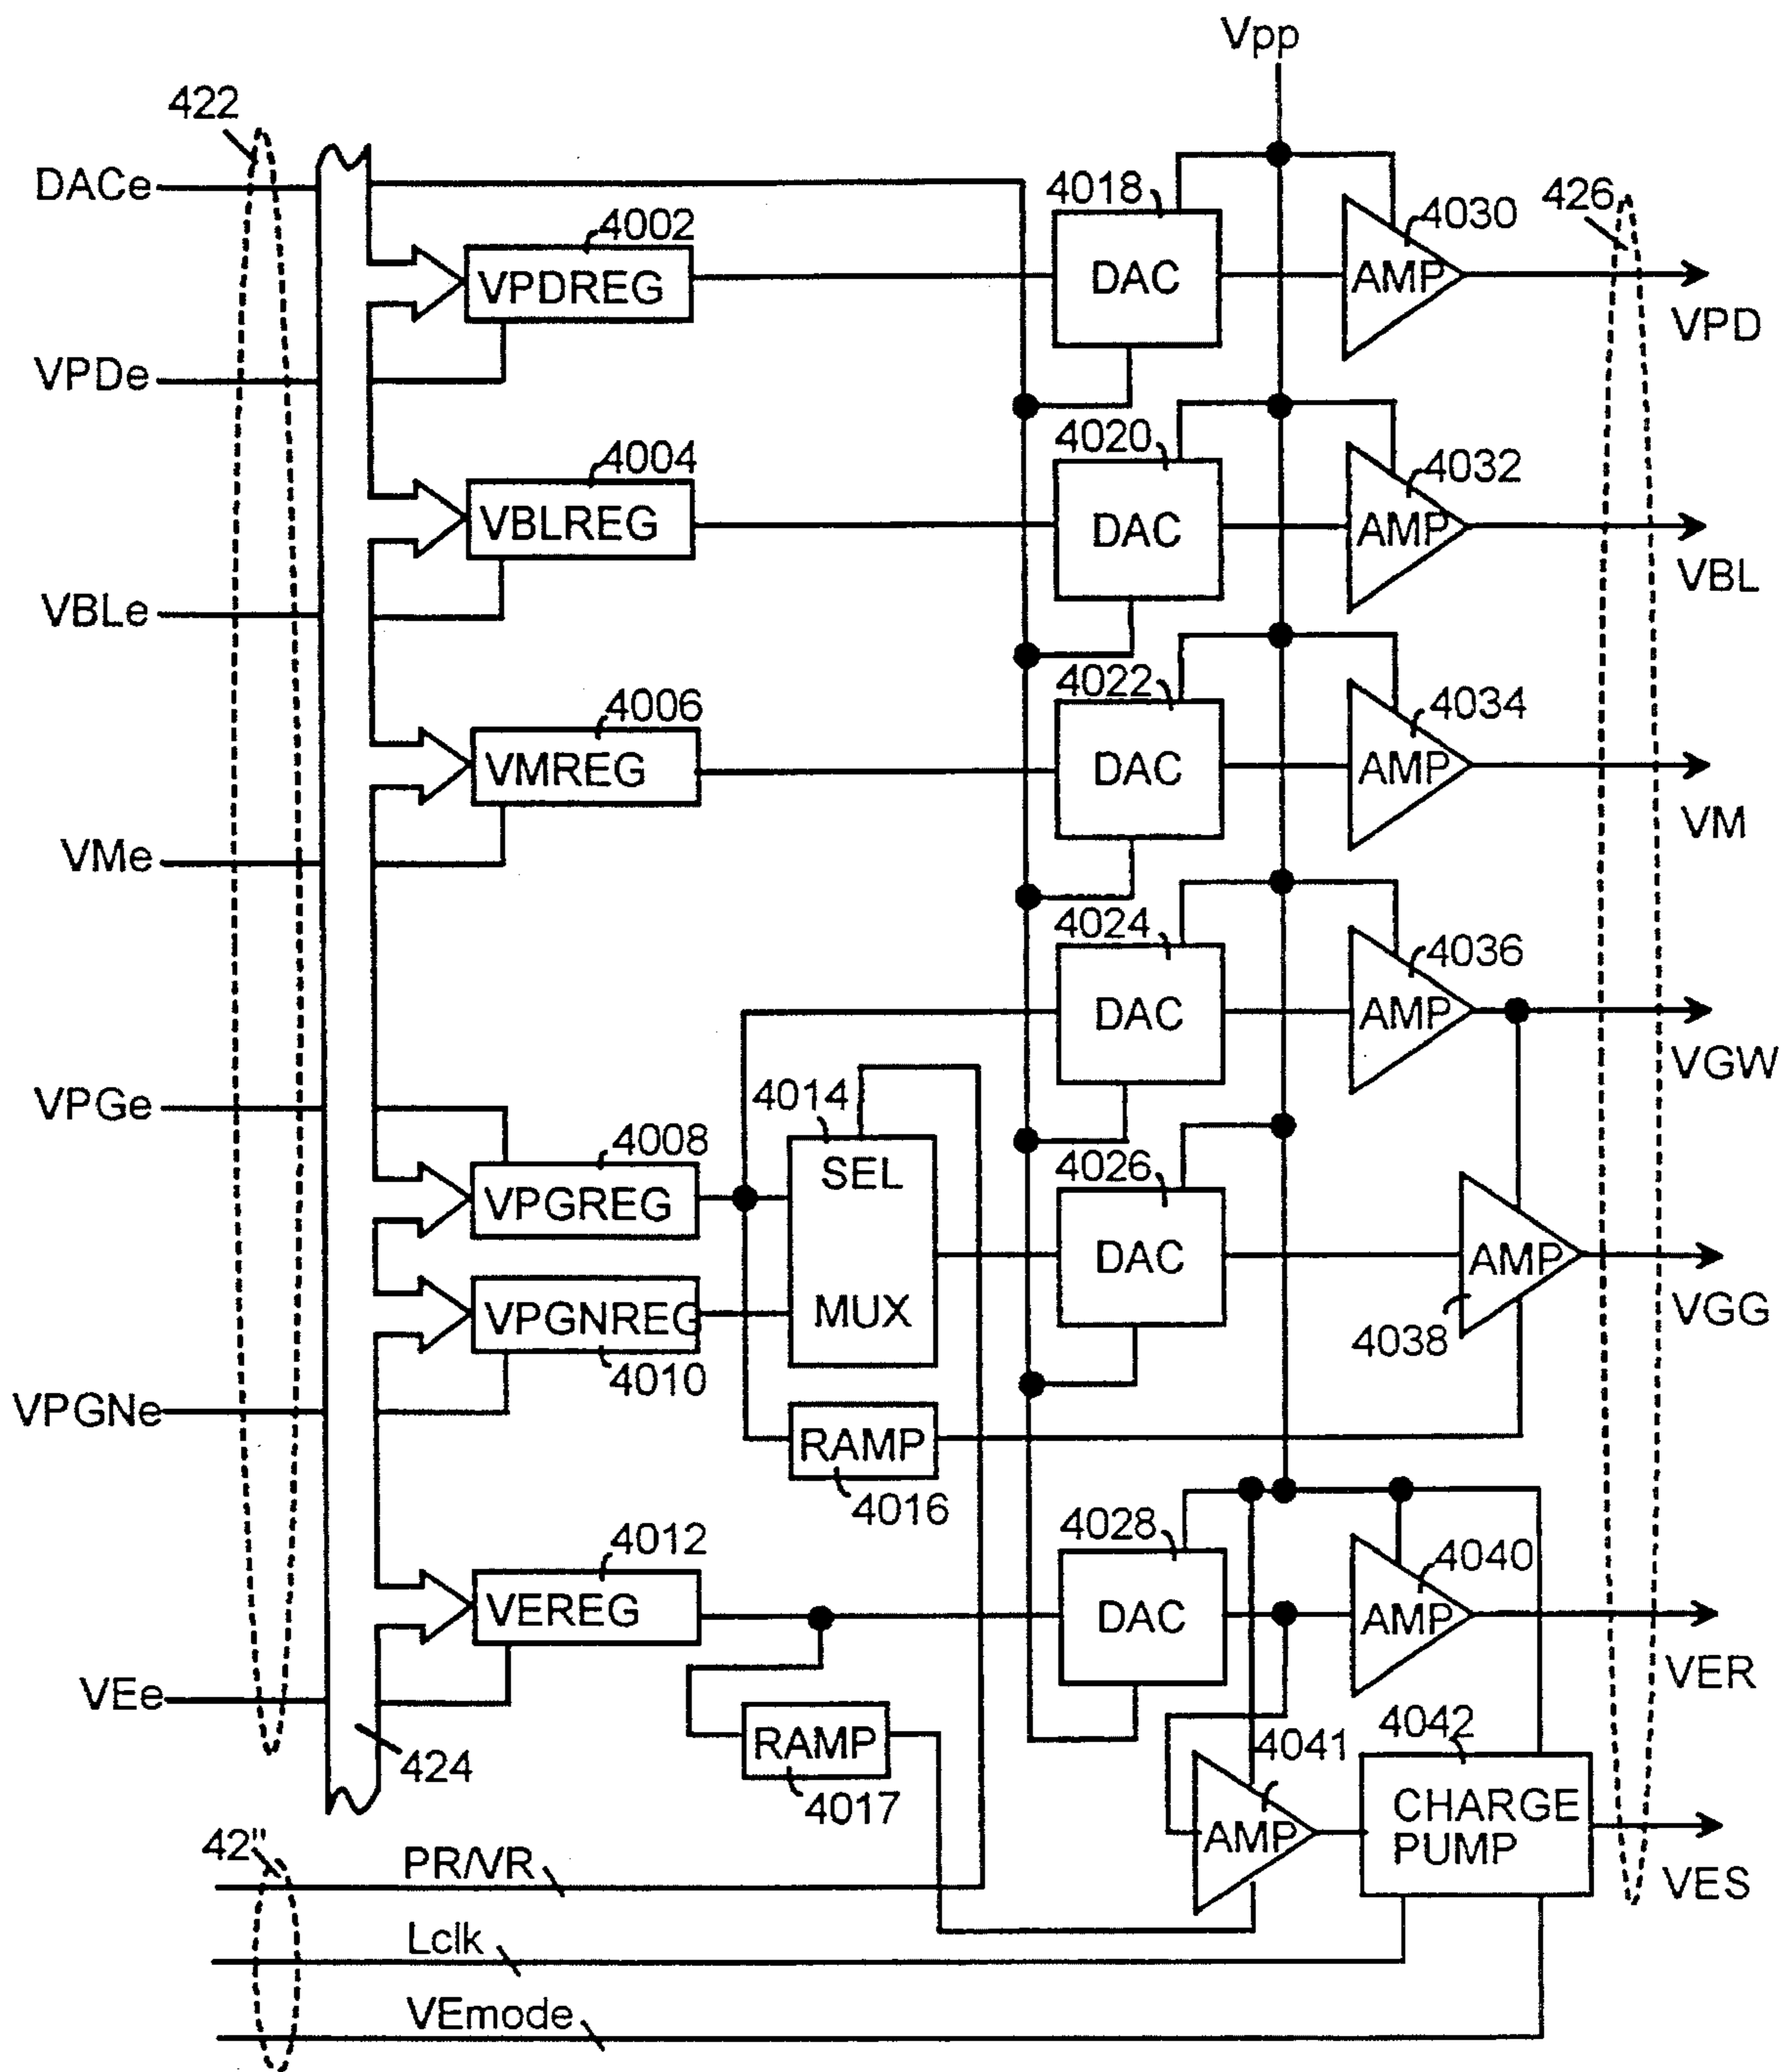 Vpp
422
DACe
4002
VPDREG
4018
DAC
4030
AMP
426
VPD
VPDe
4004
VBLREG
4020
DAC
4032
AMP
VBL
VBLe
4006
VMREG
4022
DAC
4034
AMP
VM
VMe
4024
DAC
4036
AMP
VGW
VPGe
4008
VPGREG
4014
SEL
MUX
4026
DAC
AMP
4038
VGG
VPGNREG
4010
VPGNe
RAMP
4016
4012
VEREG
4028
DAC
4040
AMP
VER
VEe
424
RAMP
4017
4041
AMP
4042
CHARGE
PUMP
VES
42"
PR/VR
Lclk
VEmode